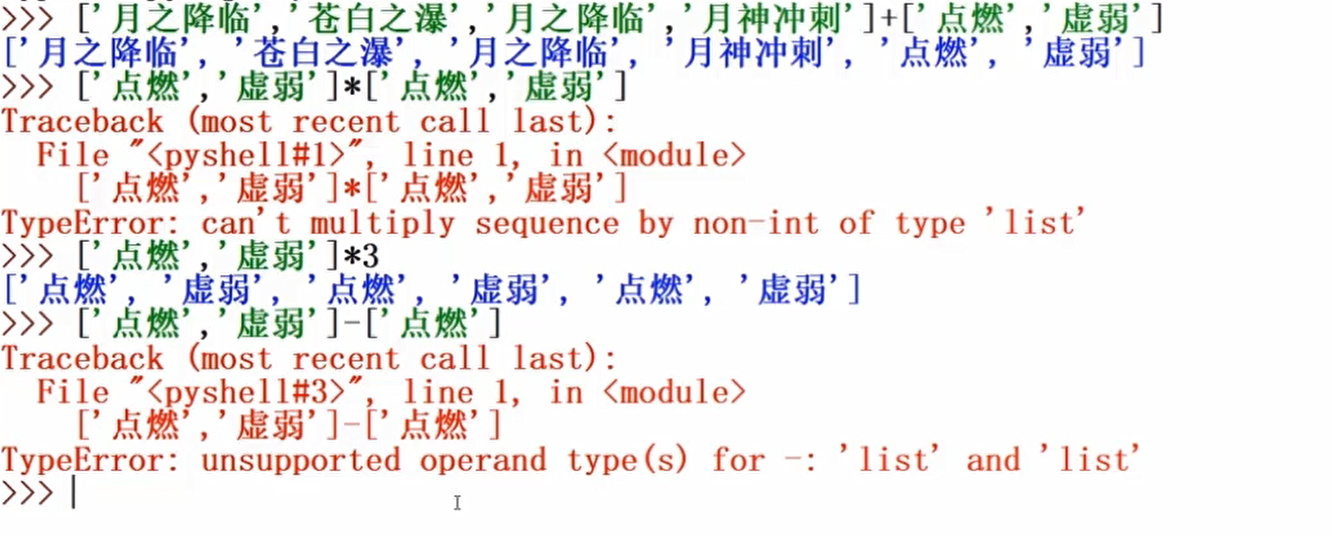 >>> ['月之降临','苍白之瀑','月之降临','月神冲刺']+['点燃','虚弱']
['月之降临', '苍白之瀑', '月之降临', '月神冲刺', '点燃', '虚弱']
>>> ['点燃','虚弱']*['点燃','虚弱']
Traceback (most recent call last):
  File "<pyshell#1>", line 1, in <module>
    ['点燃','虚弱']*['点燃','虚弱']
TypeError: can't multiply sequence by non-int of type 'list'
>>> ['点燃','虚弱']*3
['点燃', '虚弱', '点燃', '虚弱', '点燃', '虚弱']
>>> ['点燃','虚弱']-['点燃']
Traceback (most recent call last):
  File "<pyshell#3>", line 1, in <module>
    ['点燃','虚弱']-['点燃']
TypeError: unsupported operand type(s) for -: 'list' and 'list'
>>>